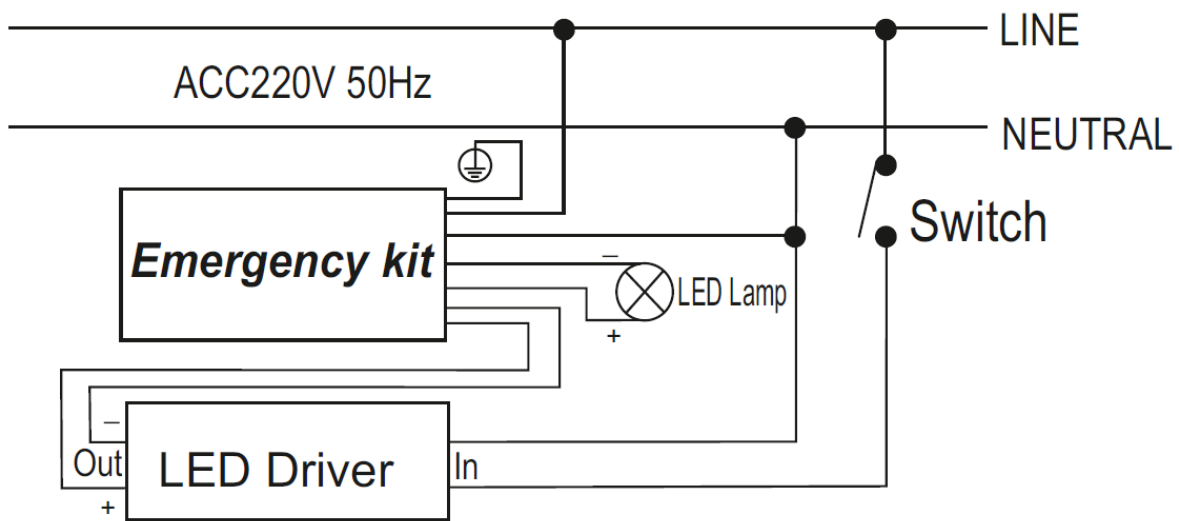 LINE
ACC220V 50Hz
NEUTRAL
Switch
Emergency kit
–
LED Lamp
+
–
Out
LED Driver
In
+